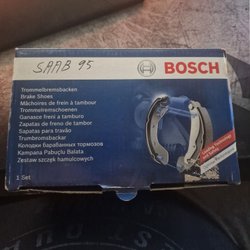 SAAB 95
BOSCH
Trommelbremsbacken
Brake Shoes
Mâchoires de frein à tambour
Trommelremschoenen
Ganasce freni a tamburo
Zapatas de freno de tambor
Sapatas para travão
Trumbromsbackar
Колодки барабанных тормозов
Kampana Pabuçlu Balata
Zestaw szczęk hamulcowych
1 Set